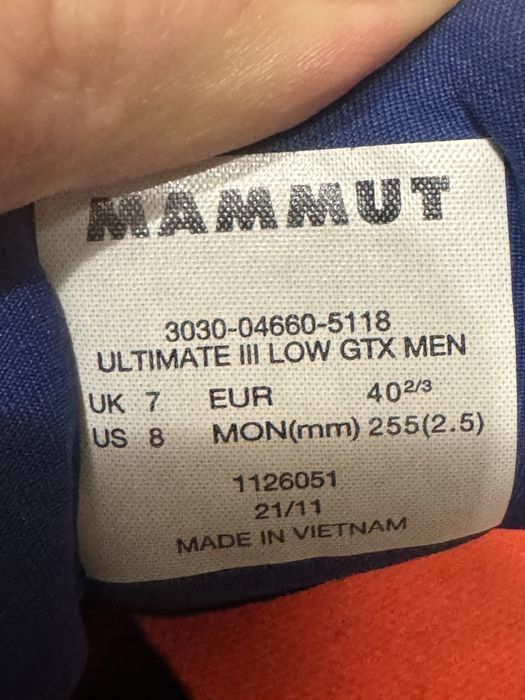 MAMMUT
3030-04660-5118
ULTIMATE III LOW GTX MEN
UK 7 EUR 40 2/3
US 8 MON(mm) 255(2.5)
1126051
21/11
MADE IN VIETNAM